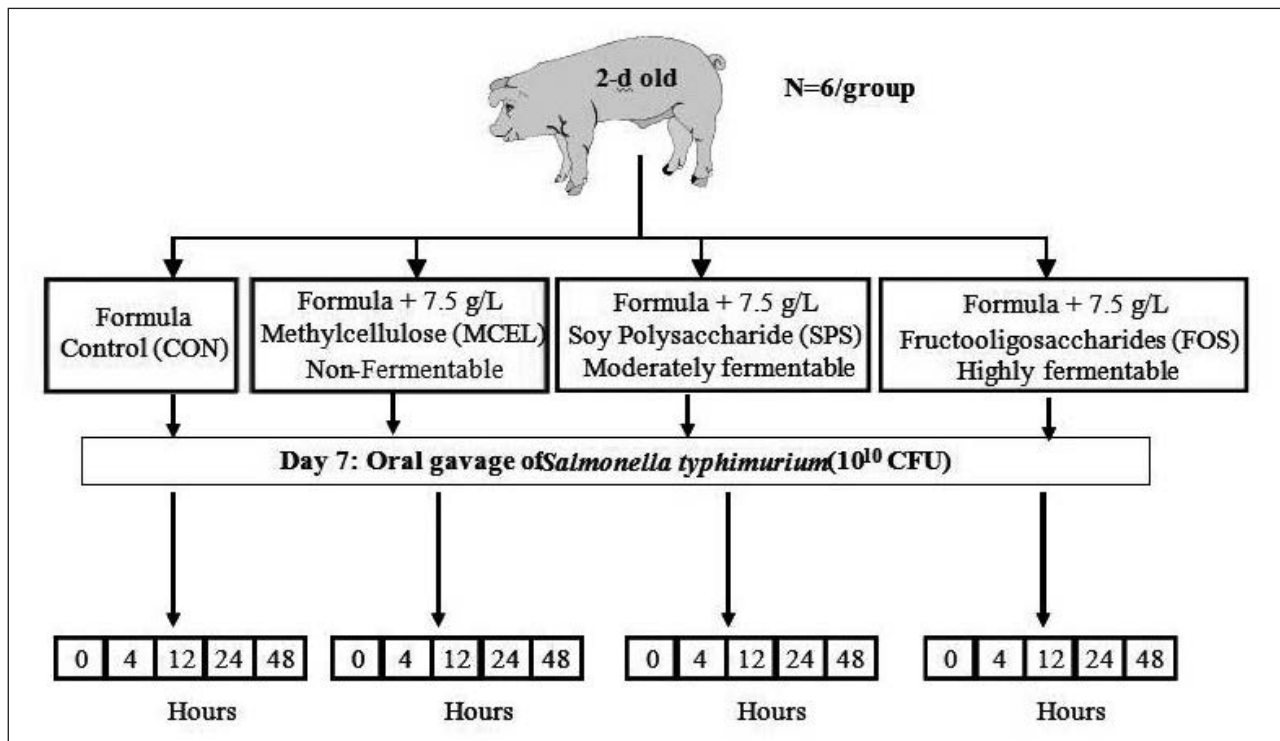 2-d old
N=6/group
Formula
Control (CON)
Formula + 7.5 g/L
Methylcellulose (MCEL)
Non-Fermentable
Formula + 7.5 g/L
Soy Polysaccharide (SPS)
Moderately fermentable
Formula + 7.5 g/L
Fructooligosaccharides (FOS)
Highly fermentable
Day 7: Oral gavage of Salmonella typhimurium (10¹⁰ CFU)
0 4 12 24 48
Hours
0 4 12 24 48
Hours
0 4 12 24 48
Hours
0 4 12 24 48
Hours